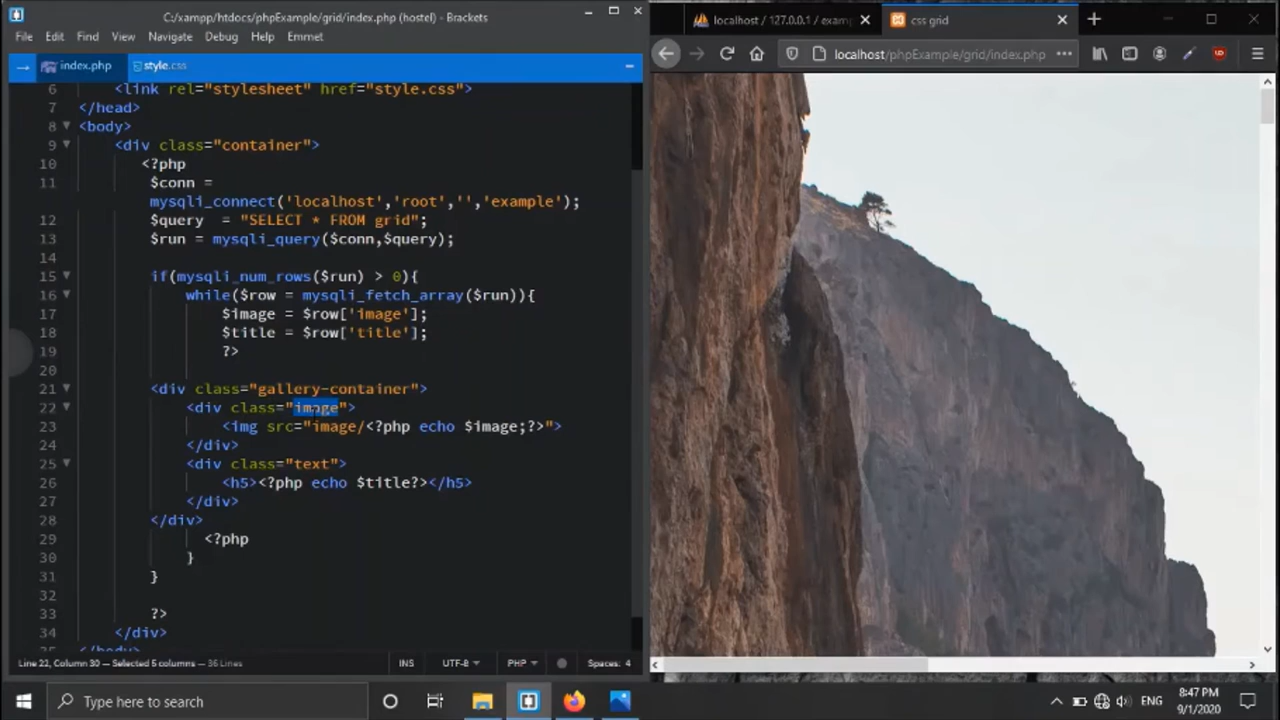 C:/xampp/htdocs/phpExample/grid/index.php (hostel) - Brackets
File Edit Find View Navigate Debug Help Emmet
index.php style.css
6 <link rel="stylesheet" href="style.css">
7 </head>
8 <body>
9 <div class="container">
10 <?php
11 $conn =
mysqli_connect('localhost','root','','example');
12 $query  = "SELECT * FROM grid";
13 $run = mysqli_query($conn,$query);
14
15 if(mysqli_num_rows($run) > 0){
16 while($row = mysqli_fetch_array($run)){
17 $image = $row['image'];
18 $title = $row['title'];
19 ?>
20
21 <div class="gallery-container">
22 <div class="image">
23 <img src="image/<?php echo $image;?>">
24 </div>
25 <div class="text">
26 <h5><?php echo $title?></h5>
27 </div>
28 </div>
29 <?php
30 }
31 }
32
33 ?>
34 </div>
</body>
Line 22, Column 30 — Selected 5 columns — 36 Lines INS UTF-8 PHP Spaces: 4
localhost / 127.0.0.1 / examp
css grid
localhost/phpExample/grid/index.php
Type here to search
ENG
8:47 PM
9/1/2020